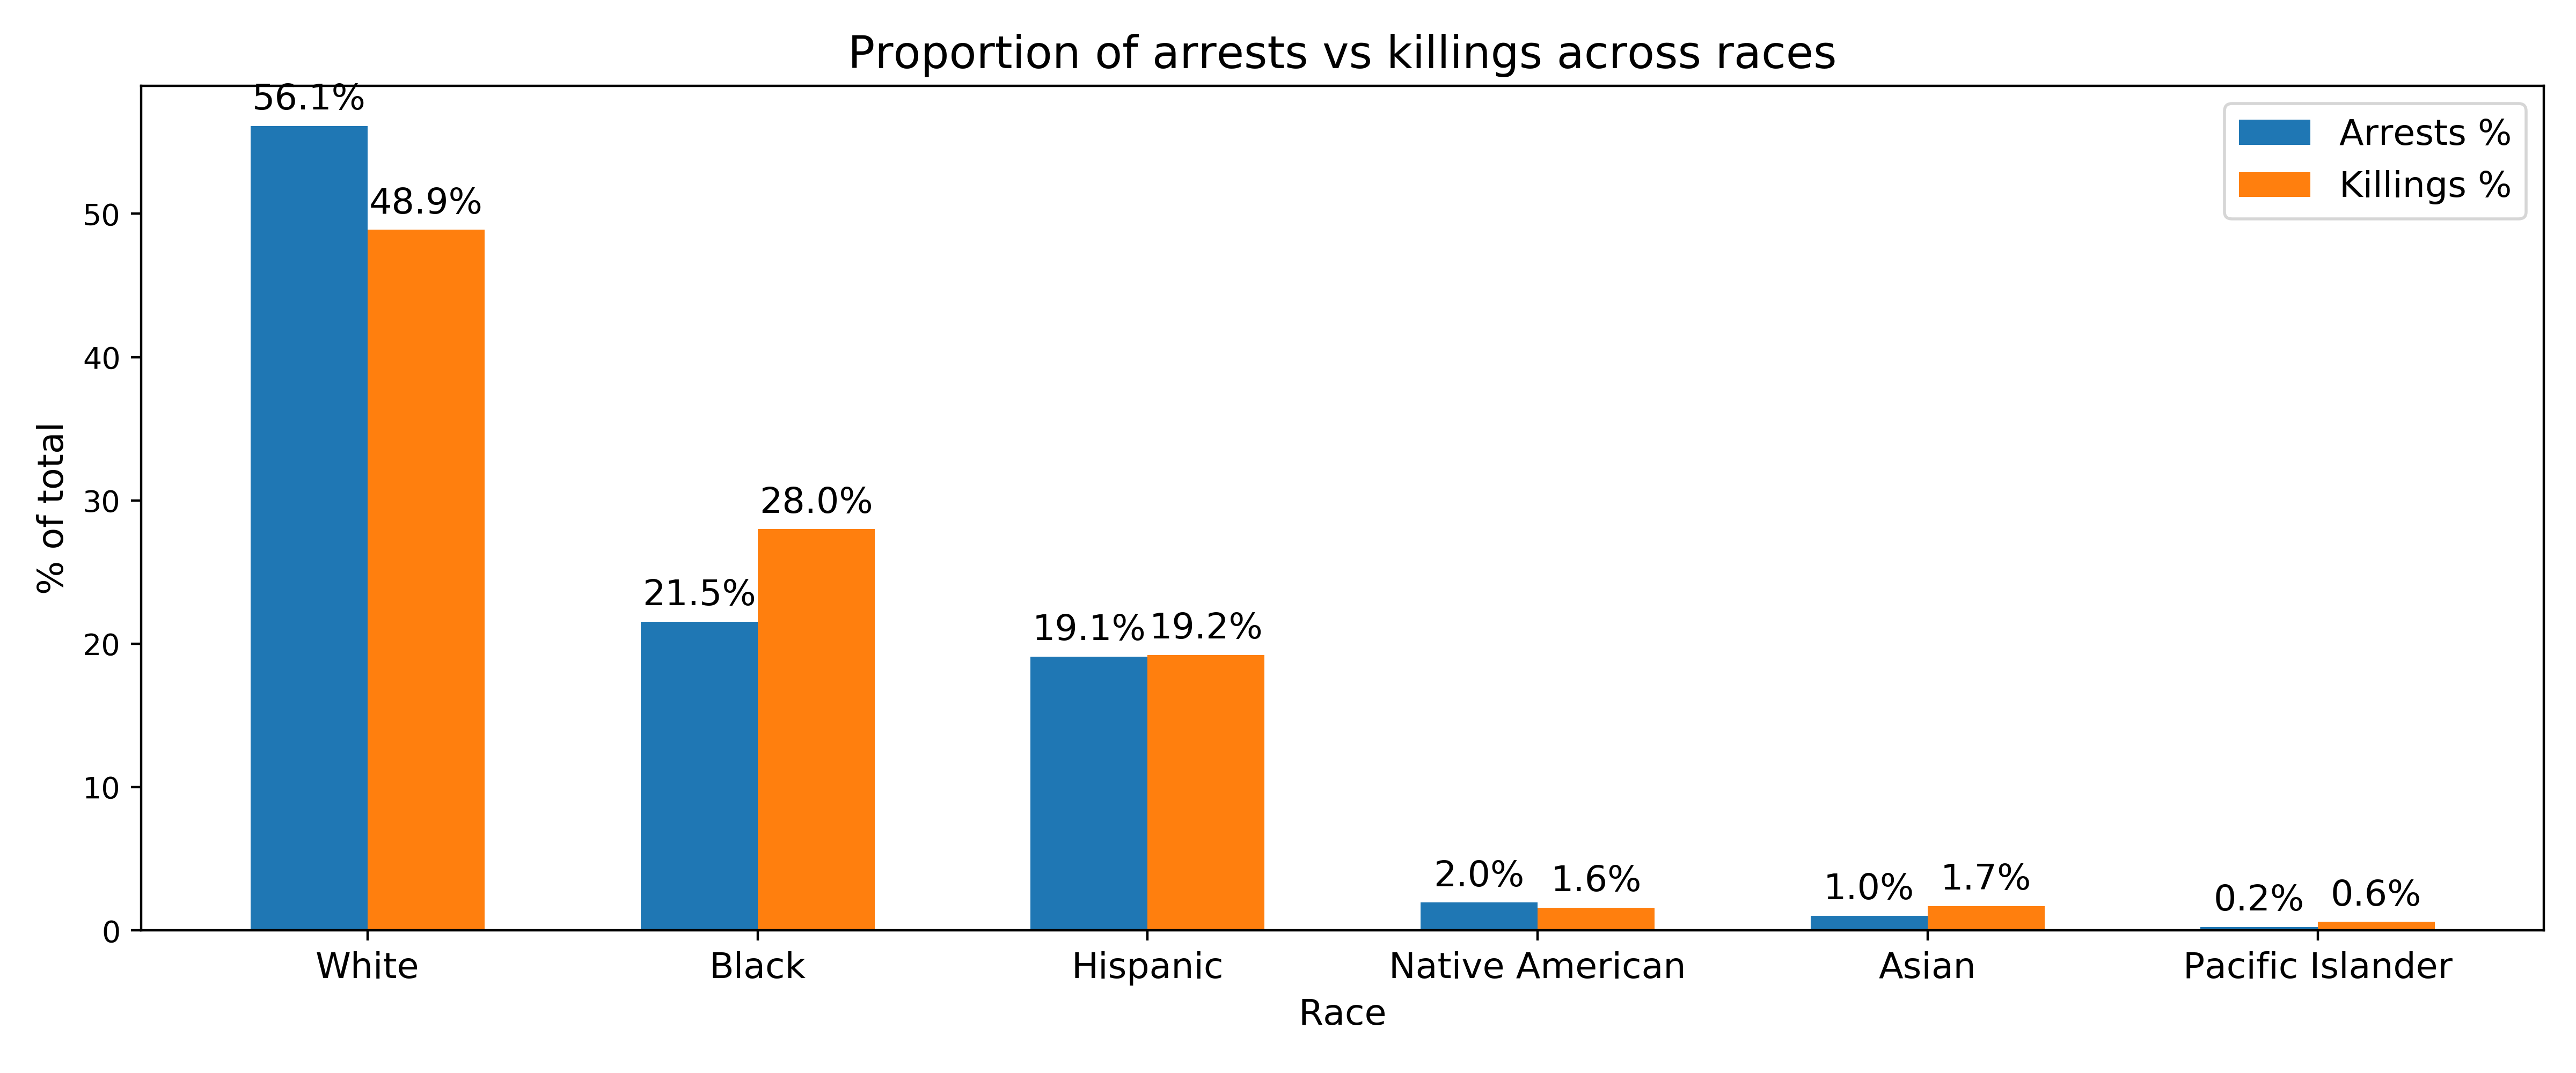 Proportion of arrests vs killings across races
56.1%
48.9%
Arrests %
Killings %
50
40
30
20
10
0
% of total
21.5%
28.0%
19.1%
19.2%
2.0%
1.6%
1.0%
1.7%
0.2%
0.6%
White
Black
Hispanic
Native American
Asian
Pacific Islander
Race